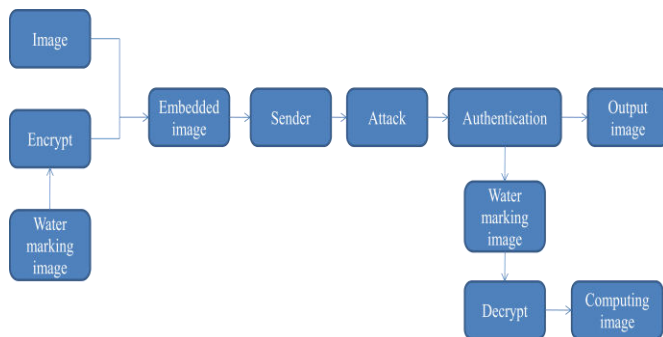 Image
Encrypt
Water
marking
image
Embedded
image
Sender
Attack
Authentication
Output
image
Water
marking
image
Decrypt
Computing
image